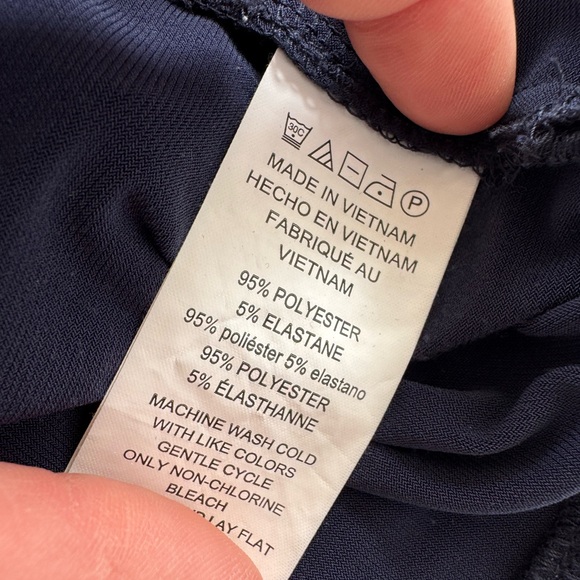 30C P
MADE IN VIETNAM
HECHO EN VIETNAM
FABRIQUÉ AU
VIETNAM
95% POLYESTER
5% ELASTANE
95% poliéster 5% elastano
95% POLYESTER
5% ÉLASTHANNE
MACHINE WASH COLD
WITH LIKE COLORS
GENTLE CYCLE
ONLY NON-CHLORINE
BLEACH
LAY FLAT